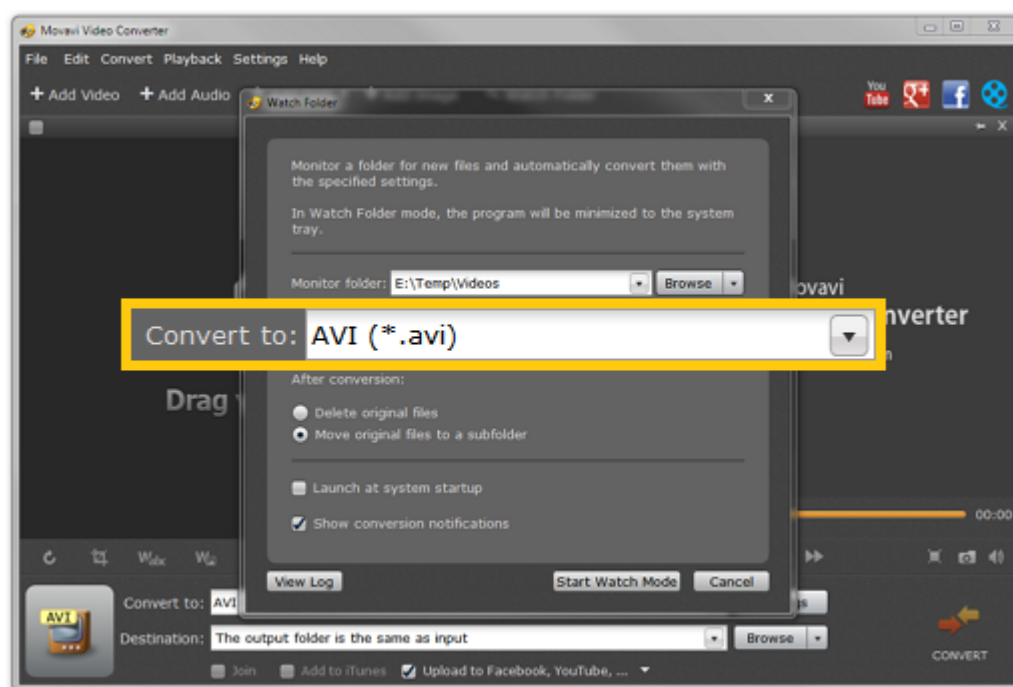 Movavi Video Converter
File Edit Convert Playback Settings Help
+ Add Video + Add Audio
You
Tube
Watch Folder
Monitor a folder for new files and automatically convert them with
the specified settings.
In Watch Folder mode, the program will be minimized to the system
tray.
Monitor folder: E:\Temp\Videos Browse
ovavi
Convert to: AVI (*.avi)
nverter
After conversion:
Drag
Delete original files
Move original files to a subfolder
Launch at system startup
Show conversion notifications
00:00
View Log Start Watch Mode Cancel
AVI
Convert to: AVI
Destination: The output folder is the same as input Browse
Join Add to iTunes Upload to Facebook, YouTube, ...
CONVERT